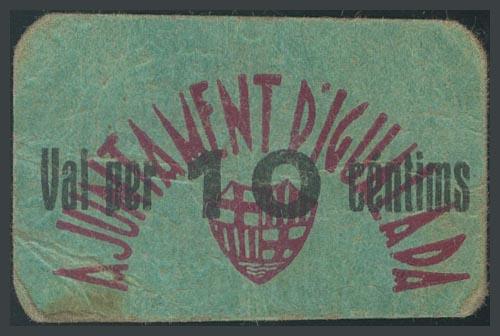 AJUNTAMENT D'IGUALADA
Val per 10 centims